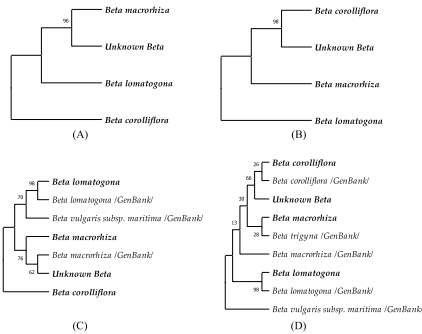 96
Beta macrorhiza
Unknown Beta
Beta lomatogona
Beta corolliflora
(A)
98
Beta corolliflora
Unknown Beta
Beta macrorhiza
Beta lomatogona
(B)
98
Beta lomatogona
70
Beta lomatogona /GenBank/
Beta vulgaris subsp. maritima /GenBank/
Beta macrorhiza
76
Beta macrorhiza /GenBank/
62
Unknown Beta
Beta corolliflora
(C)
26
Beta corolliflora
66
Beta corolliflora /GenBank/
30
Unknown Beta
13
Beta macrorhiza
28
Beta trigyna /GenBank/
Beta macrorhiza /GenBank/
Beta lomatogona
98
Beta lomatogona /GenBank/
Beta vulgaris subsp. maritima /GenBank/
(D)